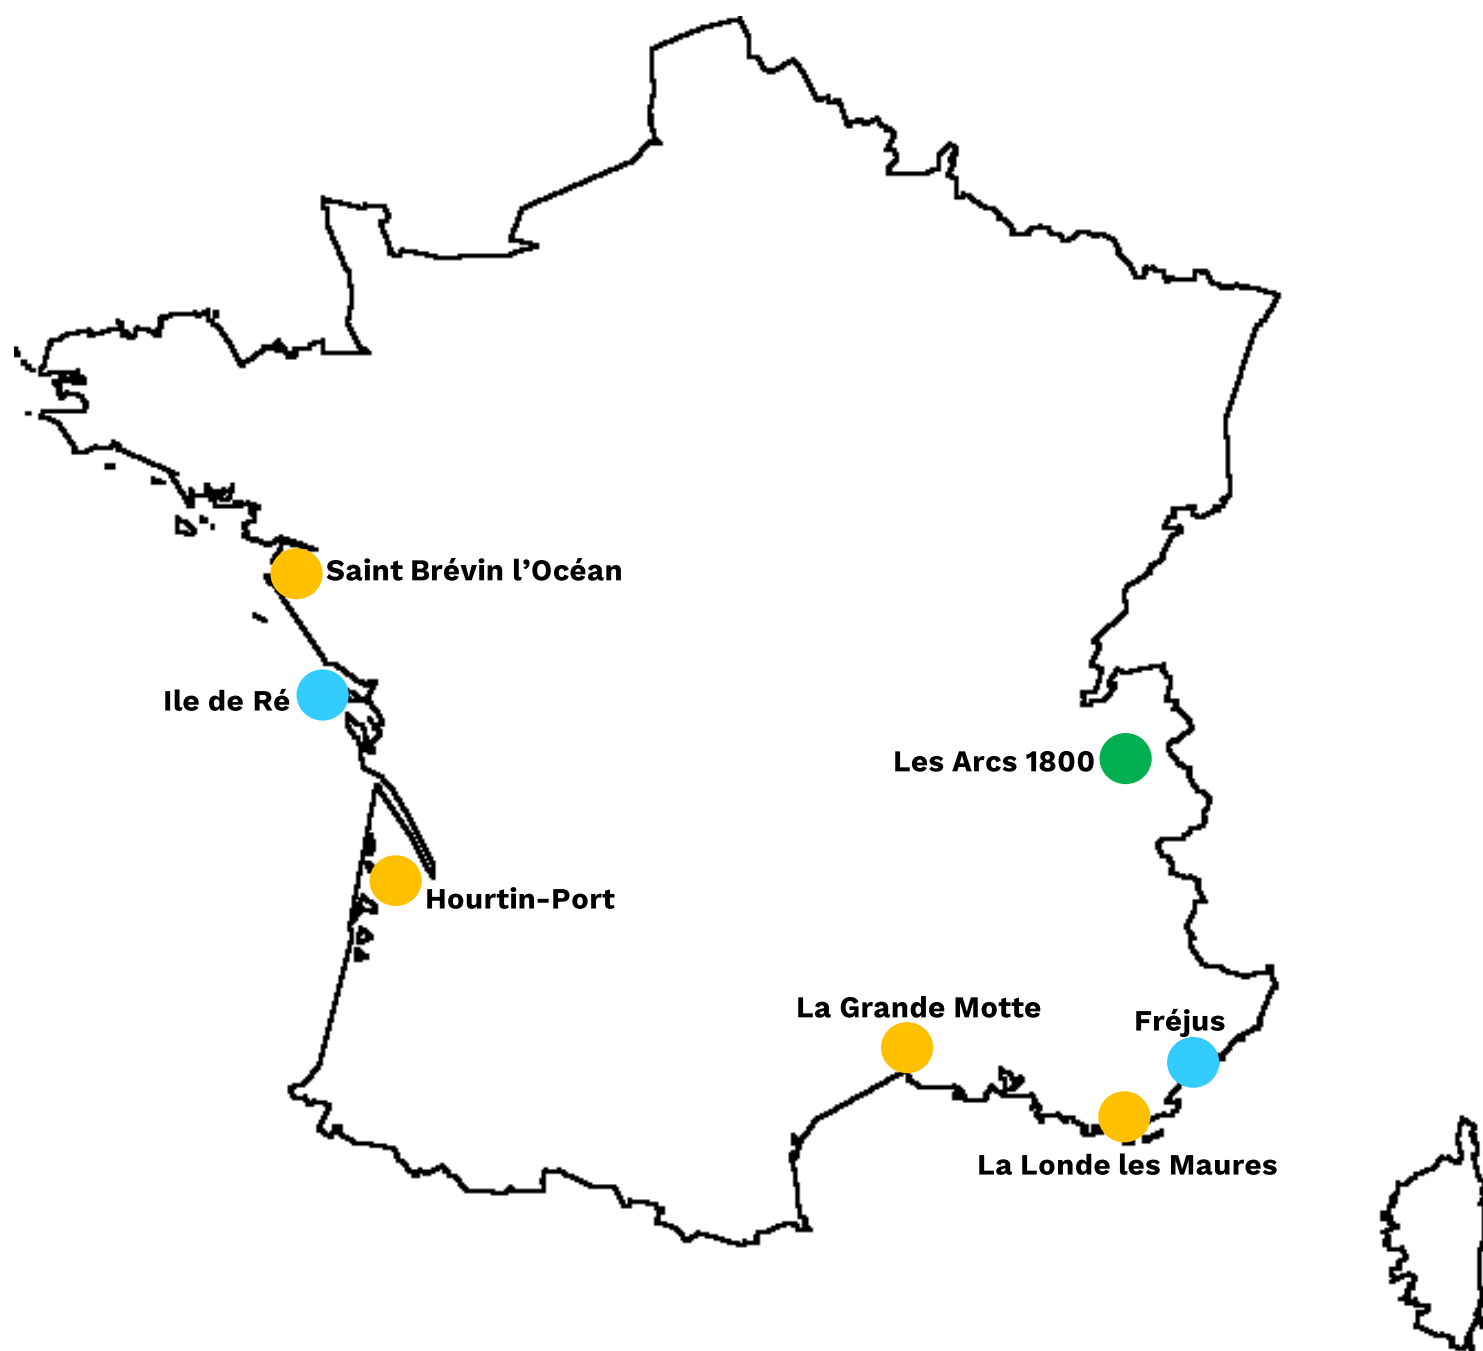 Saint Brévin l’Océan
Ile de Ré
Les Arcs 1800
Hourtin-Port
La Grande Motte
Fréjus
La Londe les Maures